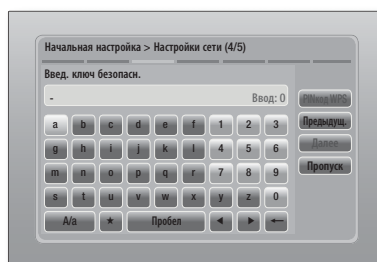 Начальная настройка > Настройки сети (4/5)
Введ. ключ безопасн.
- Ввод: 0
PINкод WPS
a b c d e f 1 2 3 Предыдущ.
g h i j k l 4 5 6 Далее
m n o p q r 7 8 9 Пропуск
s t u v w x y z 0
A/a ★ Пробел ◄ ► ←